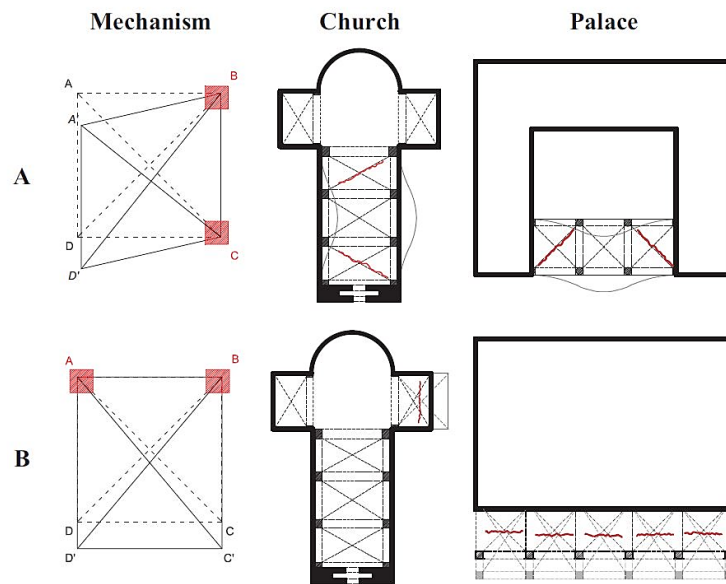 Mechanism Church Palace
A B
A'
A
D
C
D'
A B
B
D C
D' C'